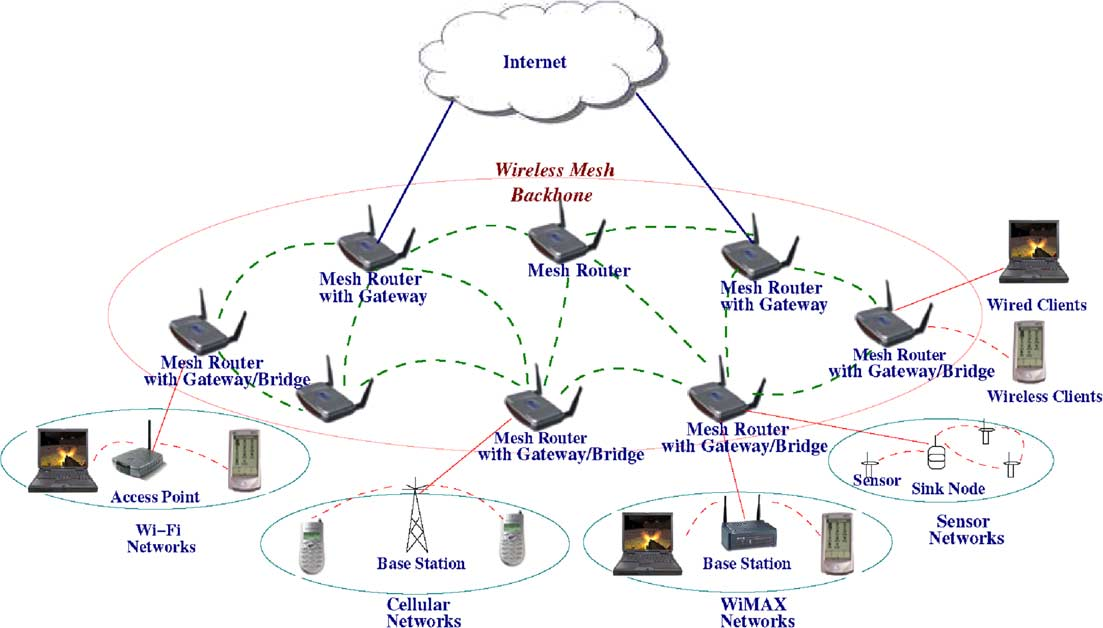 Internet
Wireless Mesh
Backbone
Mesh Router
with Gateway
Mesh Router
Mesh Router
with Gateway
Wired Clients
Mesh Router
with Gateway/Bridge
Mesh Router
with Gateway/Bridge
Wireless Clients
Mesh Router
with Gateway/Bridge
Mesh Router
with Gateway/Bridge
Access Point
Wi-Fi
Networks
Base Station
Cellular
Networks
Base Station
WiMAX
Networks
Sensor
Sink Node
Sensor
Networks